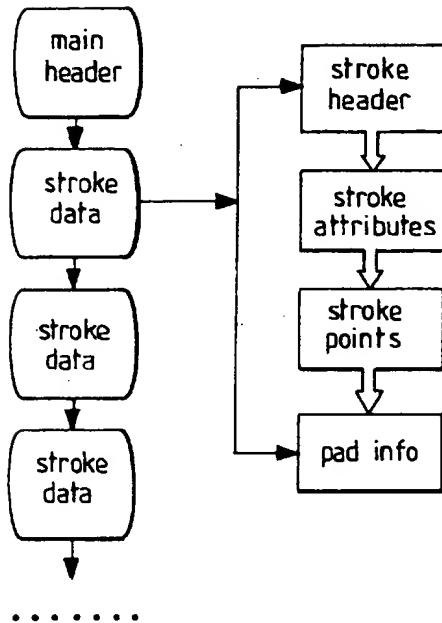 main
header
stroke
data
stroke
data
stroke
data
.......
stroke
header
stroke
attributes
stroke
points
pad info